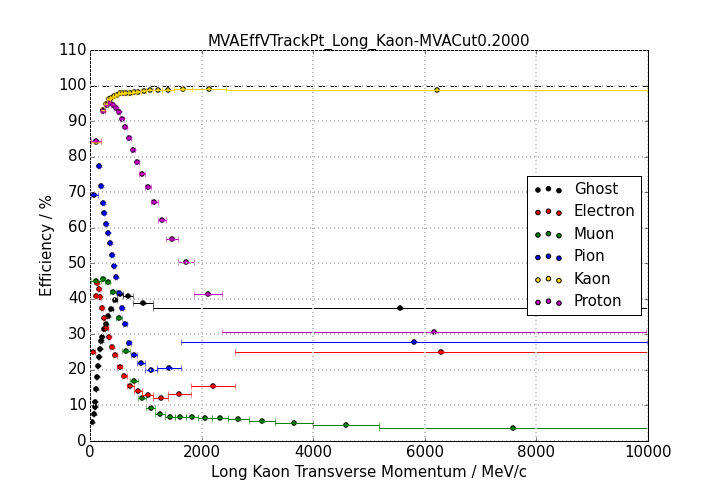 MVAEffVTrackPt_Long_Kaon-MVACut0.2000
110
100
90
80
70
60
50
40
30
20
10
0
Efficiency / %
Ghost
Electron
Muon
Pion
Kaon
Proton
0 2000 4000 6000 8000 10000
Long Kaon Transverse Momentum / MeV/c